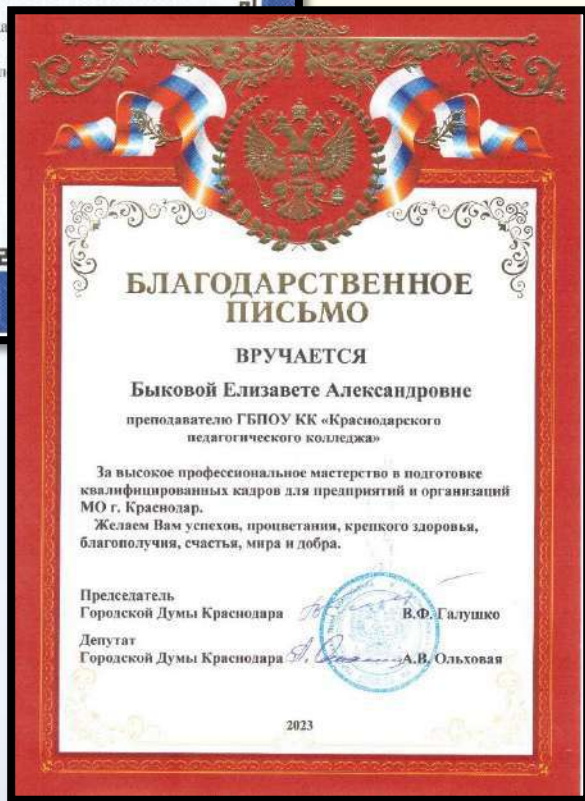 БЛАГОДАРСТВЕННОЕ
ПИСЬМО
ВРУЧАЕТСЯ
Быковой Елизавете Александровне
преподавателю ГБПОУ КК «Краснодарского
педагогического колледжа»
За высокое профессиональное мастерство в подготовке
квалифицированных кадров для предприятий и организаций
МО г. Краснодар.
Желаем Вам успехов, процветания, крепкого здоровья,
благополучия, счастья, мира и добра.
Председатель
Городской Думы Краснодара В.Ф. Галушко
Депутат
Городской Думы Краснодара А.В. Ольховая
2023